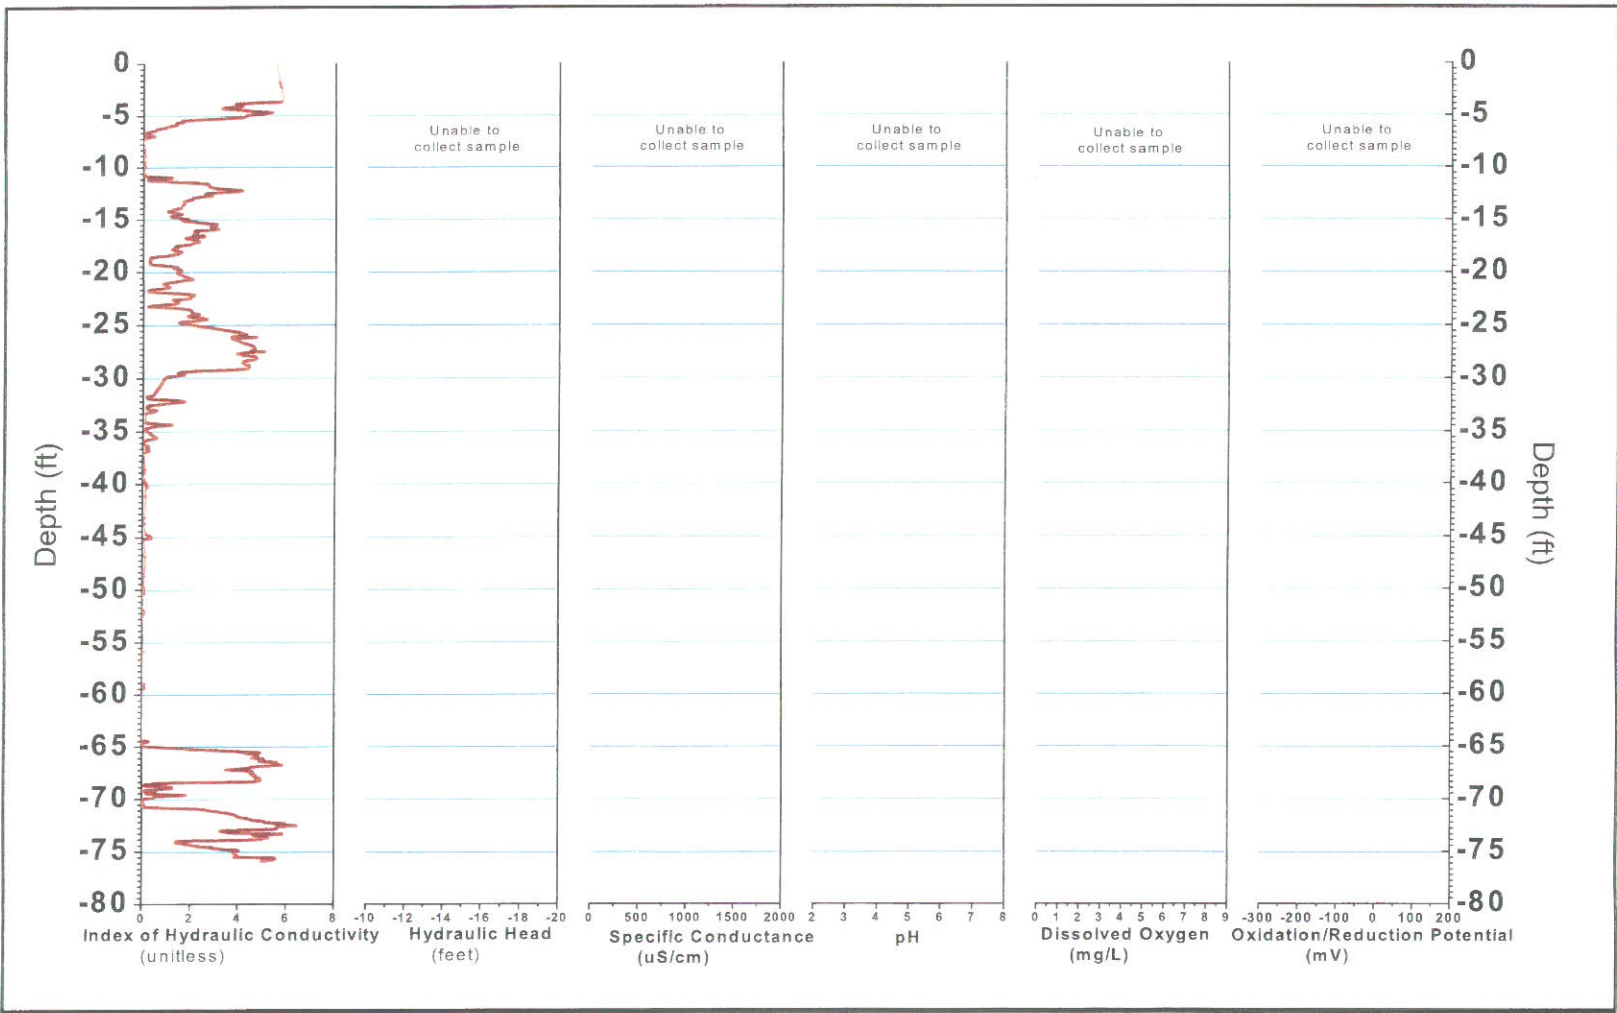 0
-5
-10
-15
-20
-25
-30
-35
-40
-45
-50
-55
-60
-65
-70
-75
-80
Depth (ft)
0 2 4 6 8
Index of Hydraulic Conductivity
(unitless)
Unable to
collect sample
-10 -12 -14 -16 -18 -20
Hydraulic Head
(feet)
Unable to
collect sample
0 500 1000 1500 2000
Specific Conductance
(uS/cm)
Unable to
collect sample
2 3 4 5 6 7 8
pH
Unable to
collect sample
0 1 2 3 4 5 6 7 8 9
Dissolved Oxygen
(mg/L)
Unable to
collect sample
-300 -200 -100 0 100 200
Oxidation/Reduction Potential
(mV)
0
-5
-10
-15
-20
-25
-30
-35
-40
-45
-50
-55
-60
-65
-70
-75
-80
Depth (ft)